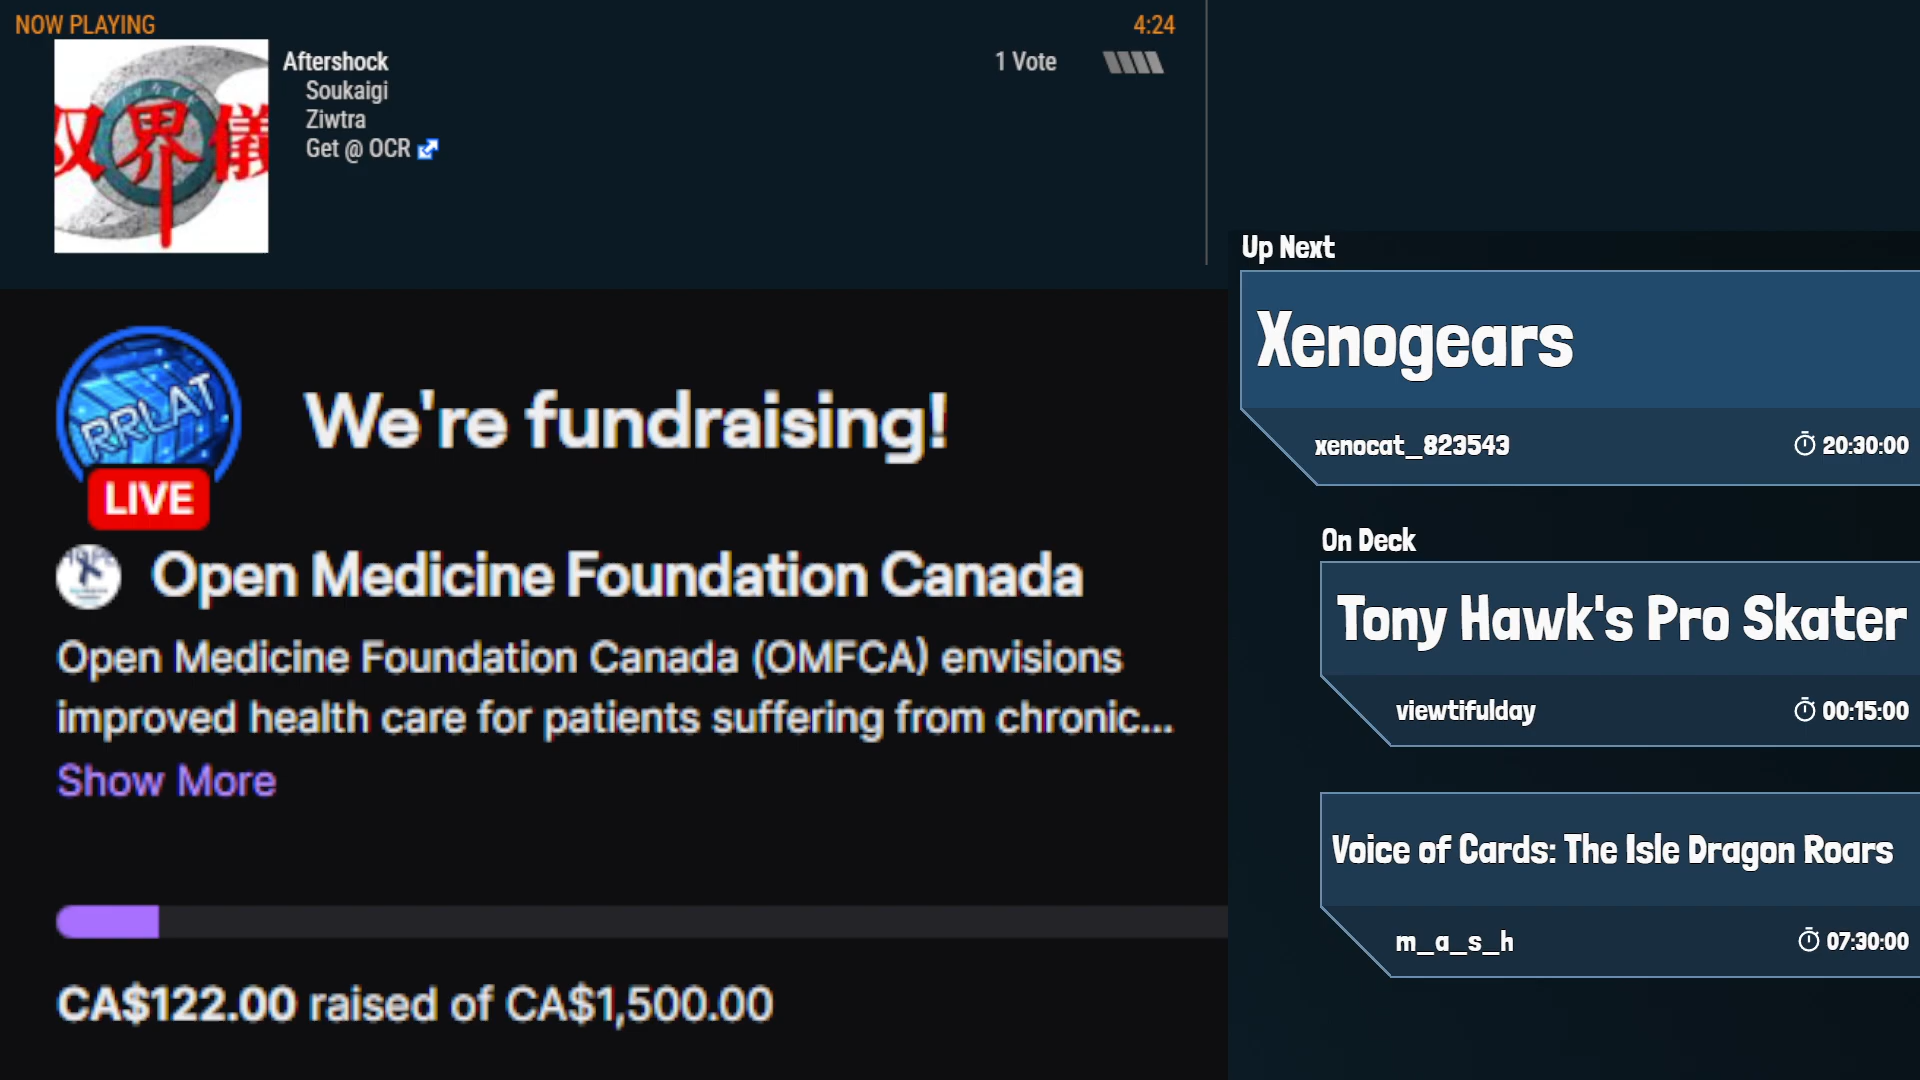 NOW PLAYING
4:24
Aftershock
1 Vote
Soukaigi
Ziwtra
Get @ OCR
双界儀
RRLAT
LIVE
We're fundraising!
Open Medicine Foundation Canada
Open Medicine Foundation Canada (OMFCA) envisions
improved health care for patients suffering from chronic...
Show More
CA$122.00 raised of CA$1,500.00
Up Next
Xenogears
xenocat_823543
20:30:00
On Deck
Tony Hawk's Pro Skater
viewtifulday
00:15:00
Voice of Cards: The Isle Dragon Roars
m_a_s_h
07:30:00